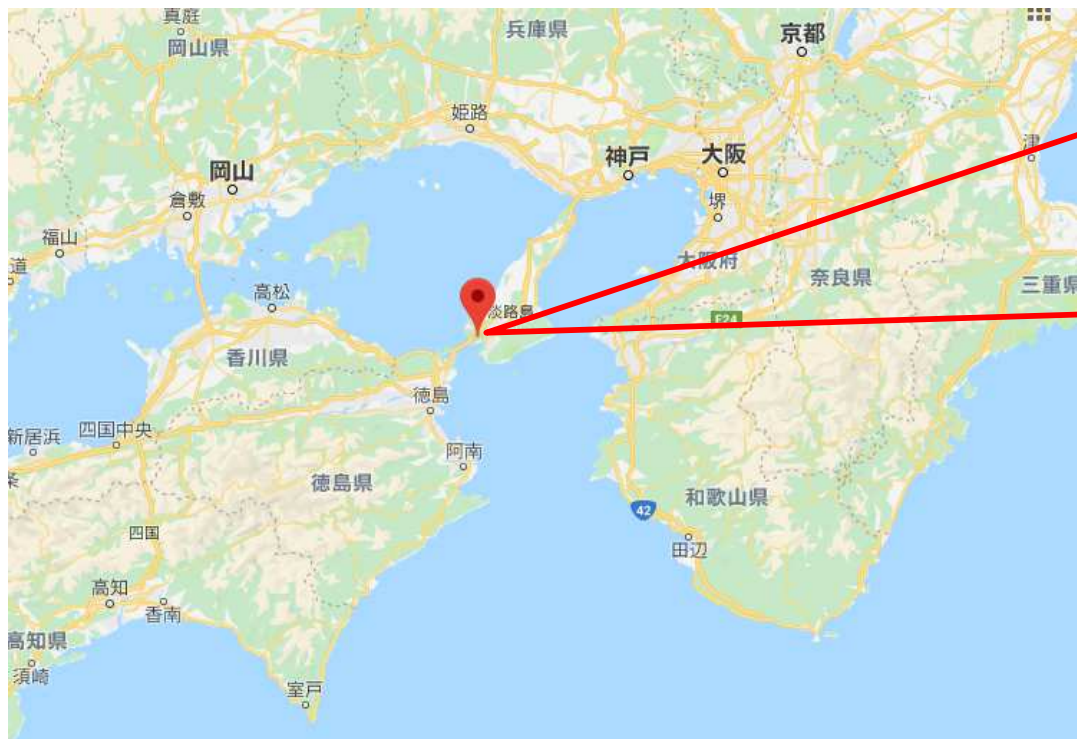 真庭
岡山県
兵庫県
京都
姫路
岡山
神戸
大阪
津
倉敷
堺
福山
道
大阪府
奈良県
三重県
高松
淡路島
E24
香川県
徳島
新居浜
四国中央
条
阿南
徳島県
和歌山県
42
四国
田辺
高知
香南
高知県
須崎
室戸